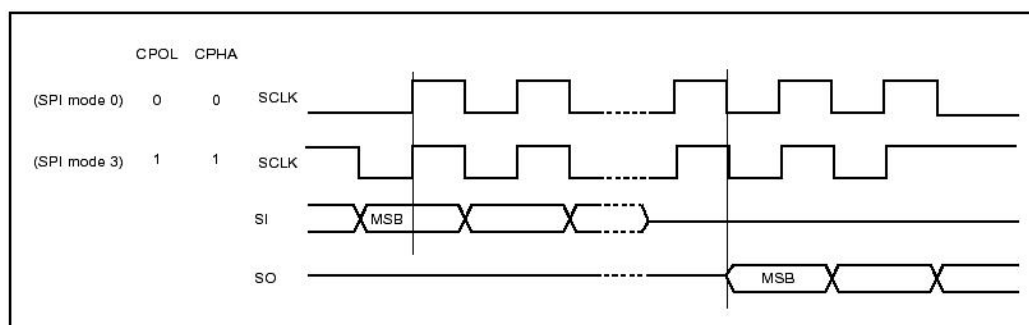 CPOL CPHA
(SPI mode 0) 0 0 SCLK
(SPI mode 3) 1 1 SCLK
SI MSB
SO MSB